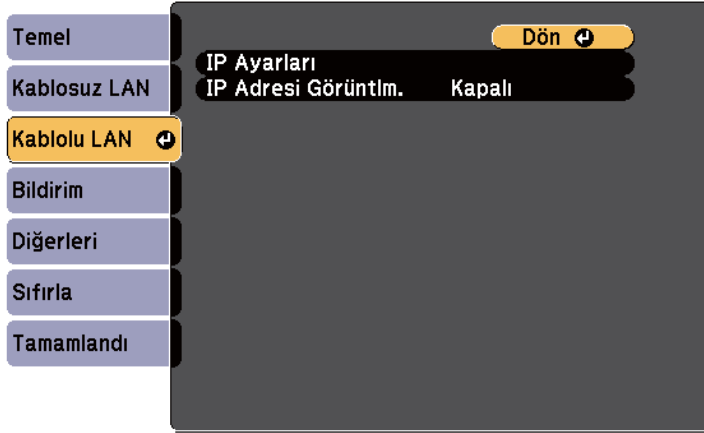 Temel
Kablosuz LAN
Kablolu LAN
Bildirim
Diğerleri
Sıfırla
Tamamlandı
Dön
IP Ayarları
IP Adresi Görüntlm. Kapalı